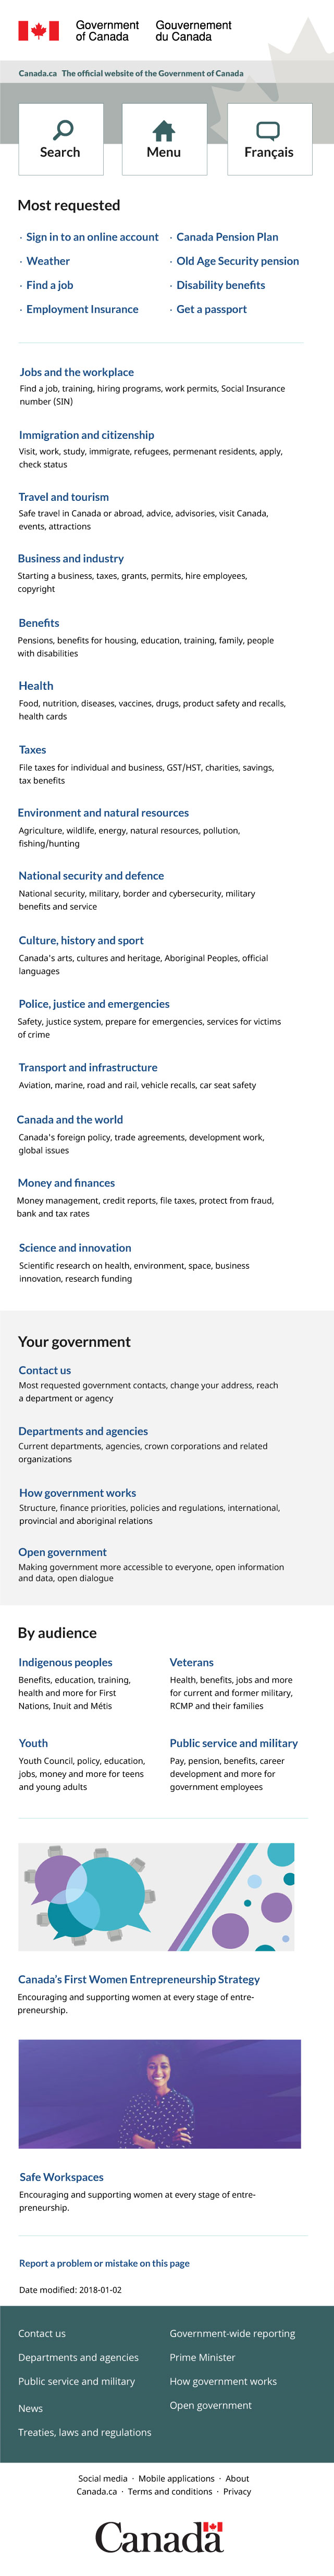 Government of Canada
Gouvernement du Canada
Canada.ca The official website of the Government of Canada
Search
Menu
Français
Most requested
· Sign in to an online account
· Canada Pension Plan
· Weather
· Old Age Security pension
· Find a job
· Disability benefits
· Employment Insurance
· Get a passport
Jobs and the workplace
Find a job, training, hiring programs, work permits, Social Insurance
number (SIN)
Immigration and citizenship
Visit, work, study, immigrate, refugees, permenant residents, apply,
check status
Travel and tourism
Safe travel in Canada or abroad, advice, advisories, visit Canada,
events, attractions
Business and industry
Starting a business, taxes, grants, permits, hire employees,
copyright
Benefits
Pensions, benefits for housing, education, training, family, people
with disabilities
Health
Food, nutrition, diseases, vaccines, drugs, product safety and recalls,
health cards
Taxes
File taxes for individual and business, GST/HST, charities, savings,
tax benefits
Environment and natural resources
Agriculture, wildlife, energy, natural resources, pollution,
fishing/hunting
National security and defence
National security, military, border and cybersecurity, military
benefits and service
Culture, history and sport
Canada's arts, cultures and heritage, Aboriginal Peoples, official
languages
Police, justice and emergencies
Safety, justice system, prepare for emergencies, services for victims
of crime
Transport and infrastructure
Aviation, marine, road and rail, vehicle recalls, car seat safety
Canada and the world
Canada's foreign policy, trade agreements, development work,
global issues
Money and finances
Money management, credit reports, file taxes, protect from fraud,
bank and tax rates
Science and innovation
Scientific research on health, environment, space, business
innovation, research funding
Your government
Contact us
Most requested government contacts, change your address, reach
a department or agency
Departments and agencies
Current departments, agencies, crown corporations and related
organizations
How government works
Structure, finance priorities, policies and regulations, international,
provincial and aboriginal relations
Open government
Making government more accessible to everyone, open information
and data, open dialogue
By audience
Indigenous peoples
Benefits, education, training,
health and more for First
Nations, Inuit and Métis
Veterans
Health, benefits, jobs and more
for current and former military,
RCMP and their families
Youth
Youth Council, policy, education,
jobs, money and more for teens
and young adults
Public service and military
Pay, pension, benefits, career
development and more for
government employees
Canada's First Women Entrepreneurship Strategy
Encouraging and supporting women at every stage of entre-
preneurship.
Safe Workspaces
Encouraging and supporting women at every stage of entre-
preneurship.
Report a problem or mistake on this page
Date modified: 2018-01-02
Contact us
Government-wide reporting
Departments and agencies
Prime Minister
Public service and military
How government works
News
Open government
Treaties, laws and regulations
Social media · Mobile applications · About
Canada.ca · Terms and conditions · Privacy
Canada